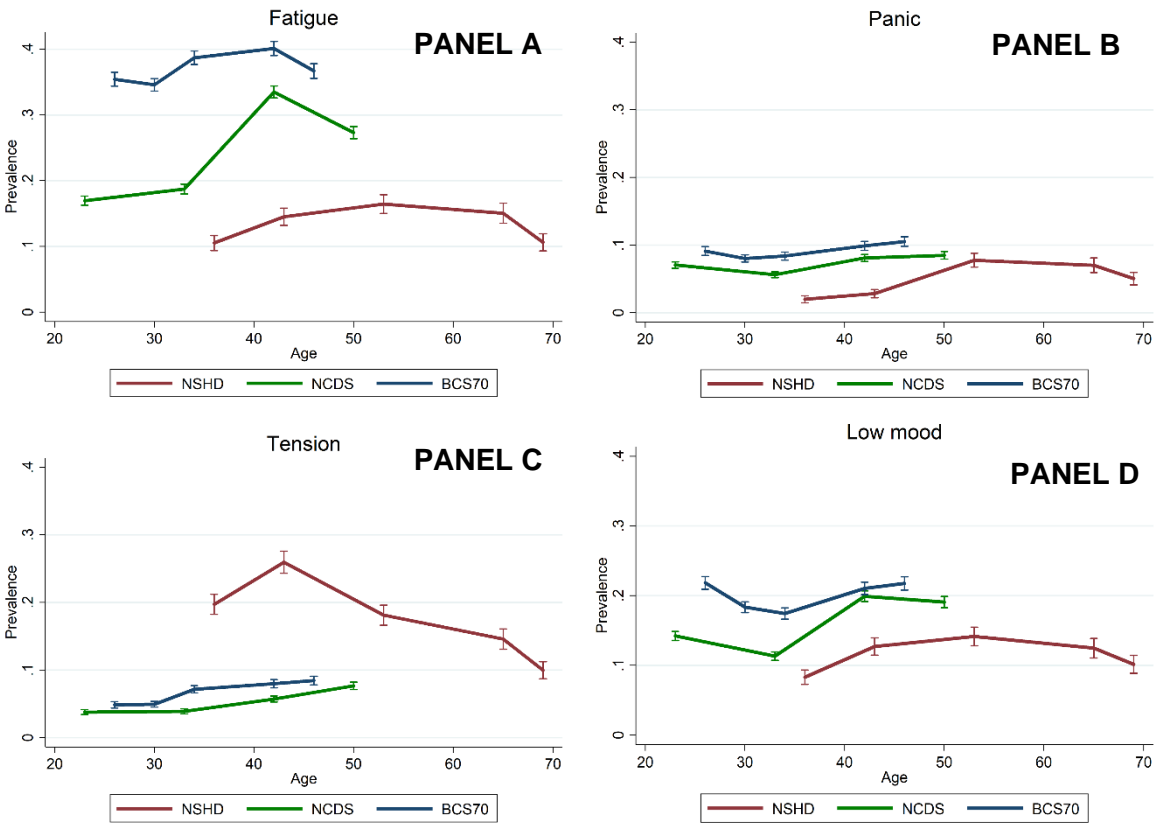 Fatigue
PANEL A
Prevalence
.4
.3
.2
.1
0
20 30 40 50 60 70
Age
NSHD NCDS BCS70
Panic
PANEL B
Prevalence
.4
.3
.2
.1
0
20 30 40 50 60 70
Age
NSHD NCDS BCS70
Tension
PANEL C
Prevalence
.4
.3
.2
.1
0
20 30 40 50 60 70
Age
NSHD NCDS BCS70
Low mood
PANEL D
Prevalence
.4
.3
.2
.1
0
20 30 40 50 60 70
Age
NSHD NCDS BCS70